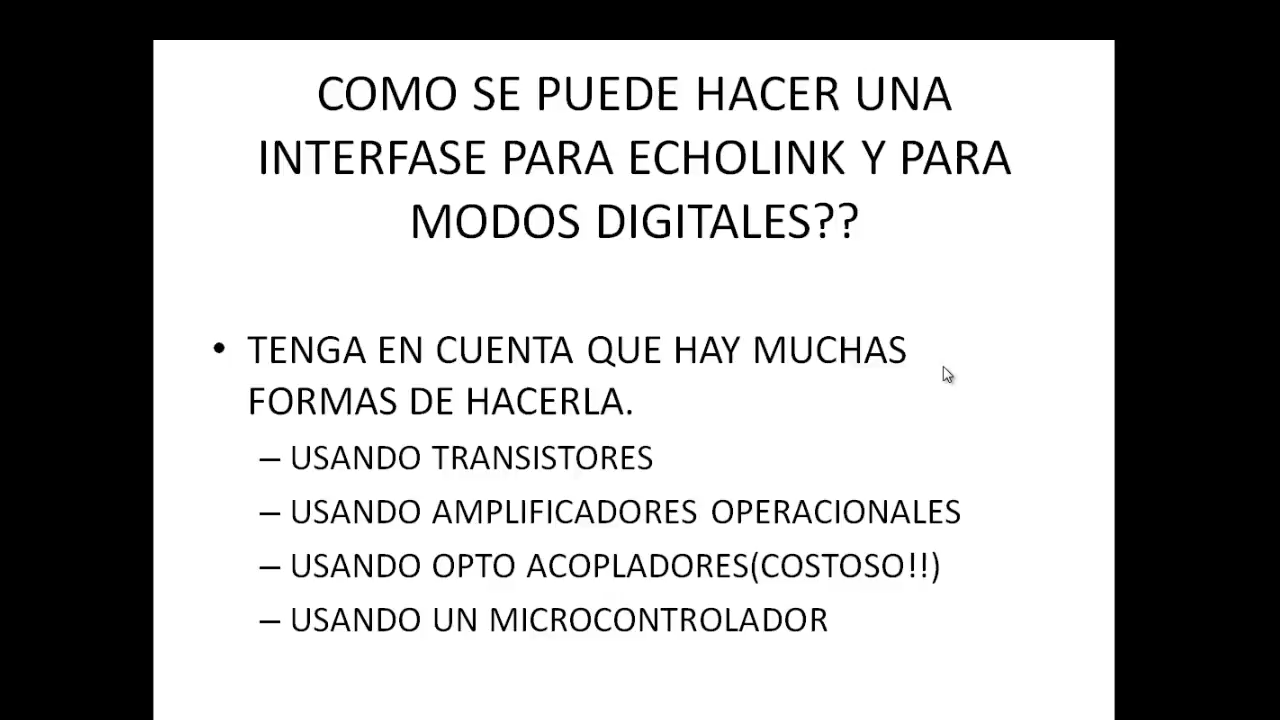 COMO SE PUEDE HACER UNA
INTERFASE PARA ECHOLINK Y PARA
MODOS DIGITALES??
• TENGA EN CUENTA QUE HAY MUCHAS
FORMAS DE HACERLA.
– USANDO TRANSISTORES
– USANDO AMPLIFICADORES OPERACIONALES
– USANDO OPTO ACOPLADORES(COSTOSO!!)
– USANDO UN MICROCONTROLADOR